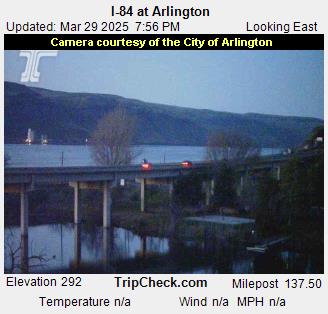 I-84 at Arlington
Updated: Mar 29 2025 7:56 PM Looking East
Camera courtesy of the City of Arlington
Elevation 292 TripCheck.com Milepost 137.50
Temperature n/a Wind n/a MPH n/a